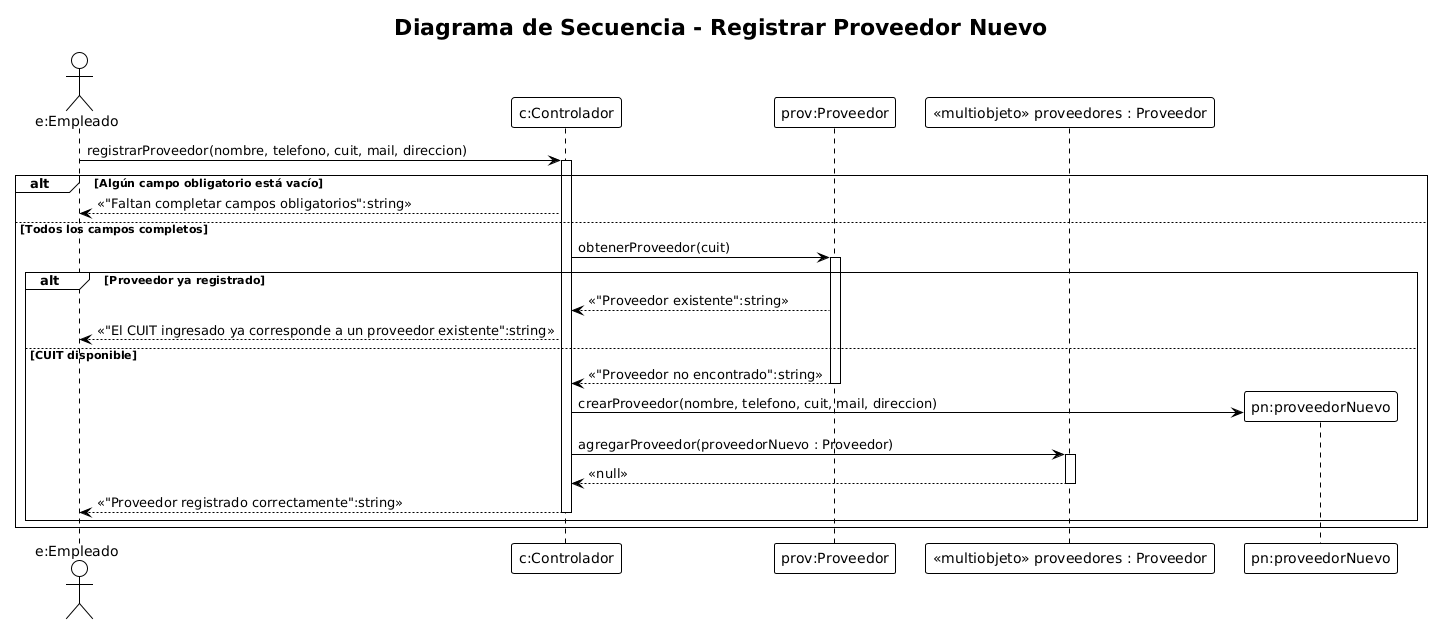 Diagrama de Secuencia - Registrar Proveedor Nuevo
e:Empleado
c:Controlador
prov:Proveedor
«multiobjeto» proveedores : Proveedor
registrarProveedor(nombre, telefono, cuit, mail, direccion)
alt
[Algún campo obligatorio está vacío]
«"Faltan completar campos obligatorios":string»
[Todos los campos completos]
obtenerProveedor(cuit)
alt
[Proveedor ya registrado]
«"Proveedor existente":string»
«"El CUIT ingresado ya corresponde a un proveedor existente":string»
[CUIT disponible]
«"Proveedor no encontrado":string»
crearProveedor(nombre, telefono, cuit, mail, direccion)
pn:proveedorNuevo
agregarProveedor(proveedorNuevo : Proveedor)
«null»
«"Proveedor registrado correctamente":string»
e:Empleado
c:Controlador
prov:Proveedor
«multiobjeto» proveedores : Proveedor
pn:proveedorNuevo